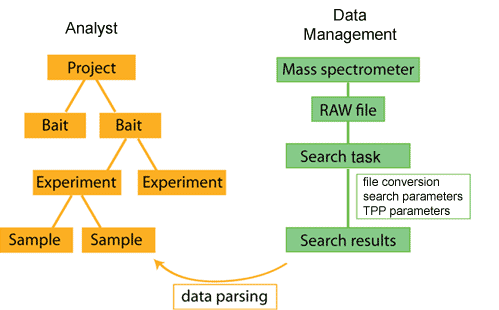 Analyst
Project
Bait
Bait
Experiment
Experiment
Sample
Sample
Data
Management
Mass spectrometer
RAW file
Search task
file conversion
search parameters
TPP parameters
Search results
data parsing